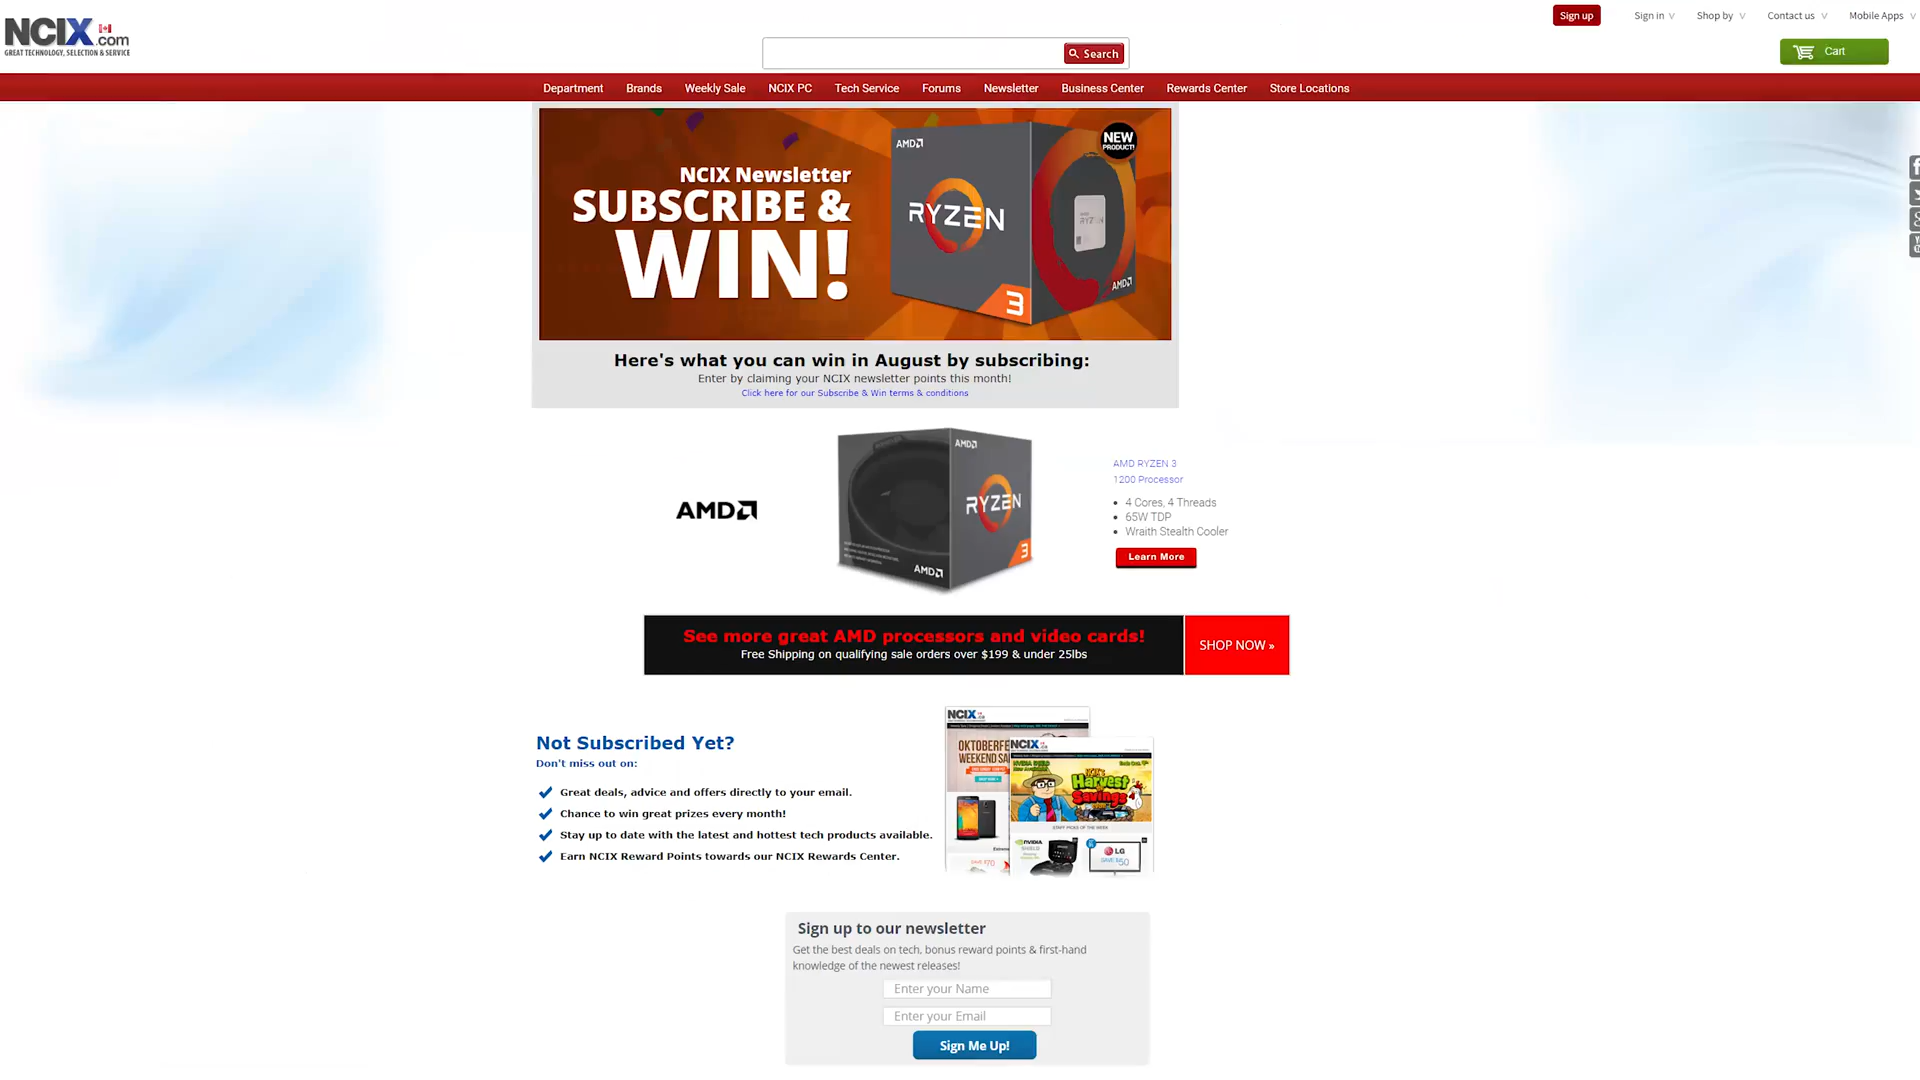 NCIX.com
GREAT TECHNOLOGY, SELECTION & SERVICE
Sign up
Sign in
Shop by
Contact us
Mobile Apps
Search
Cart
Department
Brands
Weekly Sale
NCIX PC
Tech Service
Forums
Newsletter
Business Center
Rewards Center
Store Locations
NCIX Newsletter
SUBSCRIBE &
WIN!
AMD
NEW
PRODUCT!
RYZEN
RYZEN
AMD
3
Here's what you can win in August by subscribing:
Enter by claiming your NCIX newsletter points this month!
Click here for our Subscribe & Win terms & conditions
AMD
AMD
RYZEN
3
AMD
AMD RYZEN 3
1200 Processor
4 Cores, 4 Threads
65W TDP
Wraith Stealth Cooler
Learn More
See more great AMD processors and video cards!
Free Shipping on qualifying sale orders over $199 & under 25lbs
SHOP NOW »
Not Subscribed Yet?
Don't miss out on:
Great deals, advice and offers directly to your email.
Chance to win great prizes every month!
Stay up to date with the latest and hottest tech products available.
Earn NCIX Reward Points towards our NCIX Rewards Center.
NCIX
OKTOBERFE
WEEKEND SA
NCIX
Harvest
Savings
STAFF PICKS OF THE WEEK
NVIDIA
SHIELD
LG
SAVE $50
SAVE $70
Sign up to our newsletter
Get the best deals on tech, bonus reward points & first-hand
knowledge of the newest releases!
Enter your Name
Enter your Email
Sign Me Up!